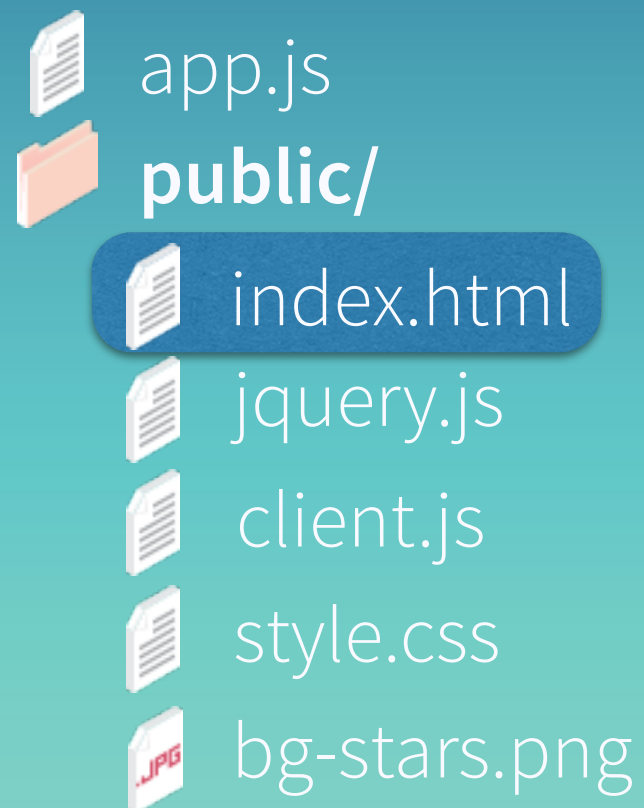 app.js
public/
index.html
jquery.js
client.js
style.css
.JPG
bg-stars.png